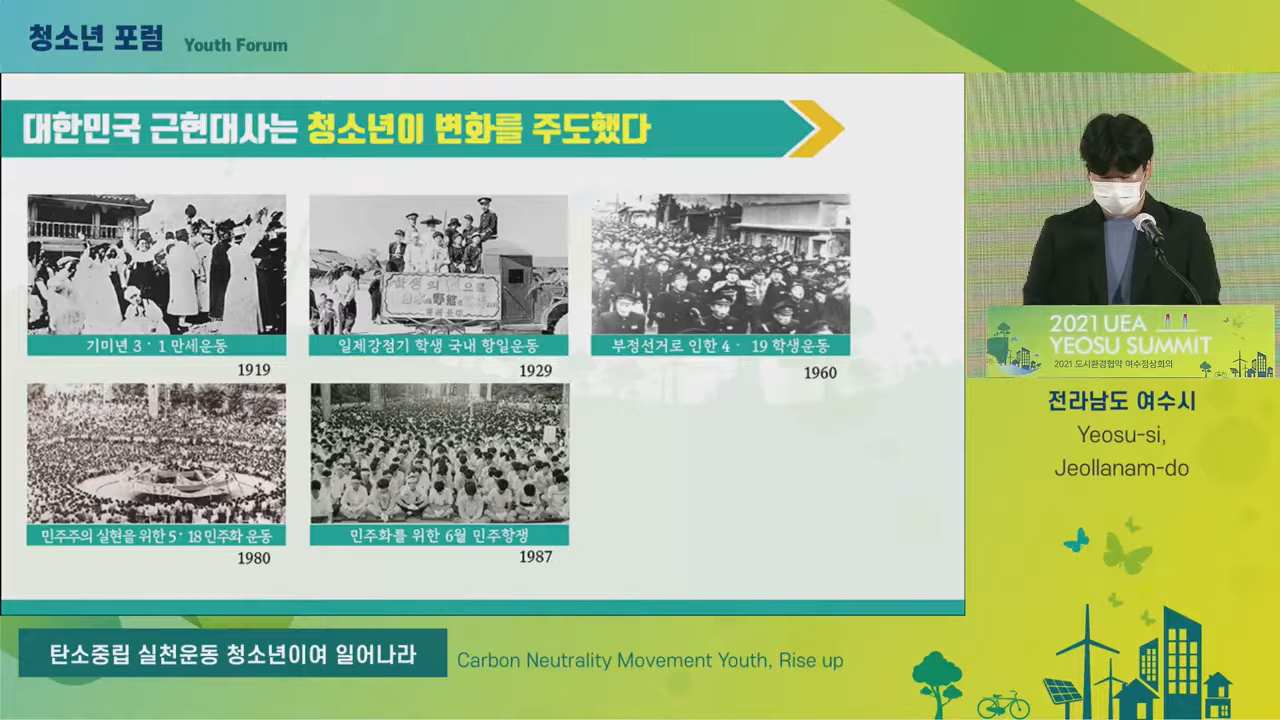 청소년 포럼 Youth Forum
대한민국 근현대사는 청소년이 변화를 주도했다
기미년 3·1 만세운동
1919
일제강점기 학생 국내 항일운동
1929
부정선거로 인한 4· 19 학생운동
1960
민주주의 실현을 위한 5·18 민주화 운동
1980
민주화를 위한 6월 민주항쟁
1987
2021 UEA
YEOSU SUMMIT
2021 도시환경협약 여수정상회의
전라남도 여수시
Yeosu-si,
Jeollanam-do
탄소중립 실천운동 청소년이여 일어나라
Carbon Neutrality Movement Youth, Rise up